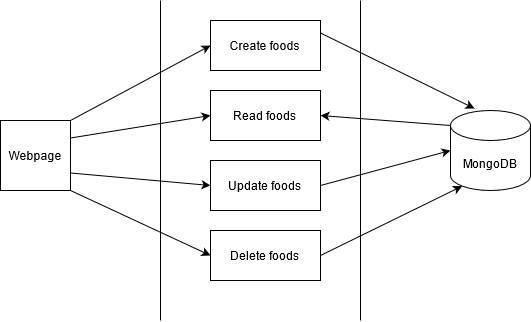 Create foods
Read foods
Webpage
MongoDB
Update foods
Delete foods